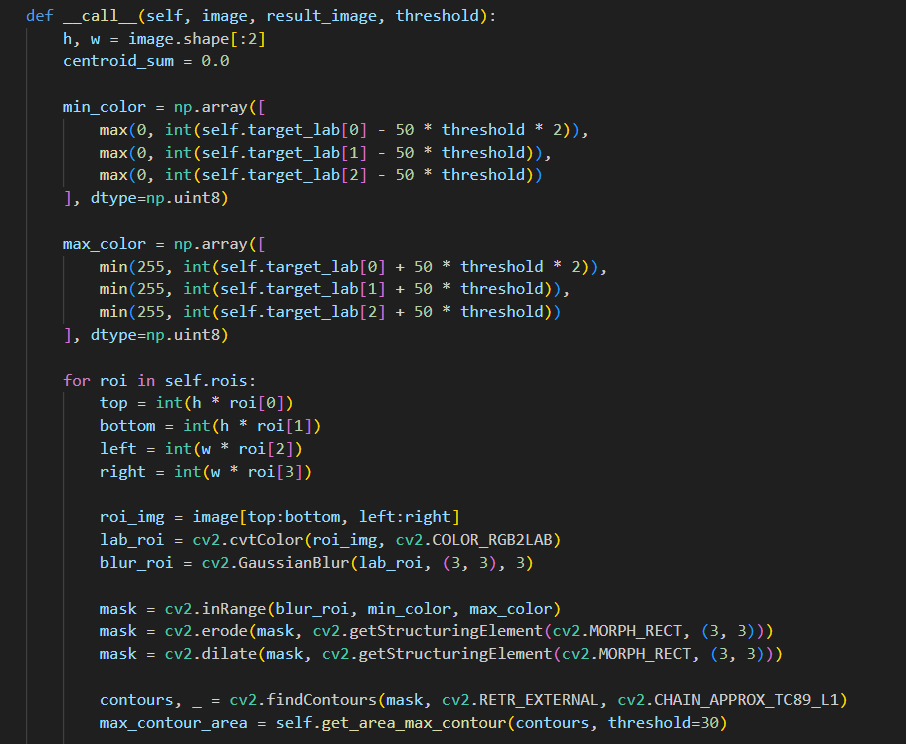 def __call__(self, image, result_image, threshold):
    h, w = image.shape[:2]
    centroid_sum = 0.0

    min_color = np.array([
        max(0, int(self.target_lab[0] - 50 * threshold * 2)),
        max(0, int(self.target_lab[1] - 50 * threshold)),
        max(0, int(self.target_lab[2] - 50 * threshold))
    ], dtype=np.uint8)

    max_color = np.array([
        min(255, int(self.target_lab[0] + 50 * threshold * 2)),
        min(255, int(self.target_lab[1] + 50 * threshold)),
        min(255, int(self.target_lab[2] + 50 * threshold))
    ], dtype=np.uint8)

    for roi in self.rois:
        top = int(h * roi[0])
        bottom = int(h * roi[1])
        left = int(w * roi[2])
        right = int(w * roi[3])

        roi_img = image[top:bottom, left:right]
        lab_roi = cv2.cvtColor(roi_img, cv2.COLOR_RGB2LAB)
        blur_roi = cv2.GaussianBlur(lab_roi, (3, 3), 3)

        mask = cv2.inRange(blur_roi, min_color, max_color)
        mask = cv2.erode(mask, cv2.getStructuringElement(cv2.MORPH_RECT, (3, 3)))
        mask = cv2.dilate(mask, cv2.getStructuringElement(cv2.MORPH_RECT, (3, 3)))

        contours, _ = cv2.findContours(mask, cv2.RETR_EXTERNAL, cv2.CHAIN_APPROX_TC89_L1)
        max_contour_area = self.get_area_max_contour(contours, threshold=30)